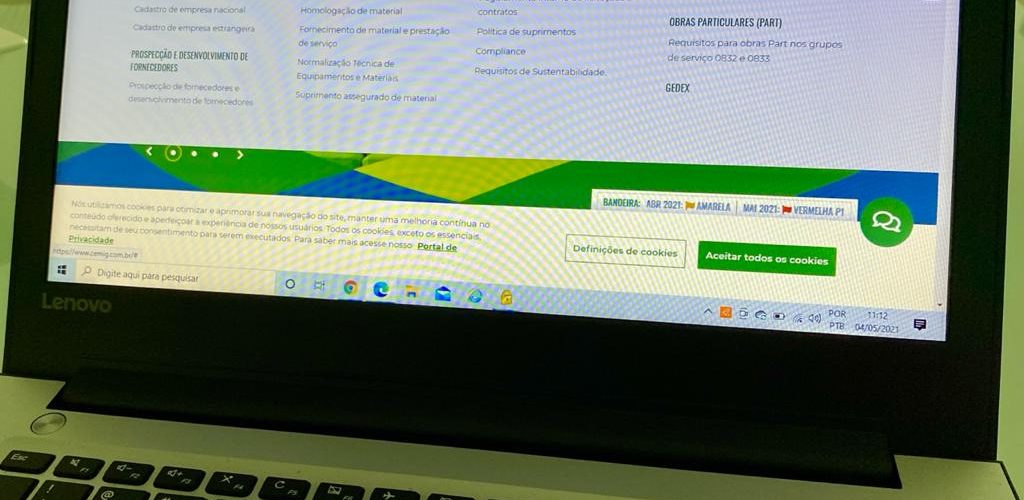 Cadastro de empresa nacional
Cadastro de empresa estrangeira
PROSPECÇÃO E DESENVOLVIMENTO DE
FORNECEDORES
Prospecção de fornecedores e
desenvolvimento de fornecedores
Homologação de material
Fornecimento de material e prestação
de serviço
Normalização Técnica de
Equipamentos e Materiais
Suprimento assegurado de material
contratos
Política de suprimentos
Compliance
Requisitos de Sustentabilidade.
OBRAS PARTICULARES (PART)
Requisitos para obras Part nos grupos
de serviço 0832 e 0833
GEDEX
BANDEIRA: ABR 2021: AMARELA | MAI 2021: VERMELHA P1
Nós utilizamos cookies para otimizar e aprimorar sua navegação do site, manter uma melhoria contínua no
conteúdo oferecido e aperfeiçoar a experiência de nossos usuários. Todos os cookies, exceto os essenciais,
necessitam de seu consentimento para serem executados. Para saber mais acesse nosso Portal de
Privacidade
Definições de cookies
Aceitar todos os cookies
https://www.cemig.com.br/#
Digite aqui para pesquisar
POR
PTB
11:12
04/05/2021
Lenovo
Esc
F1
F2
F3
F4
F5
F6
!
@